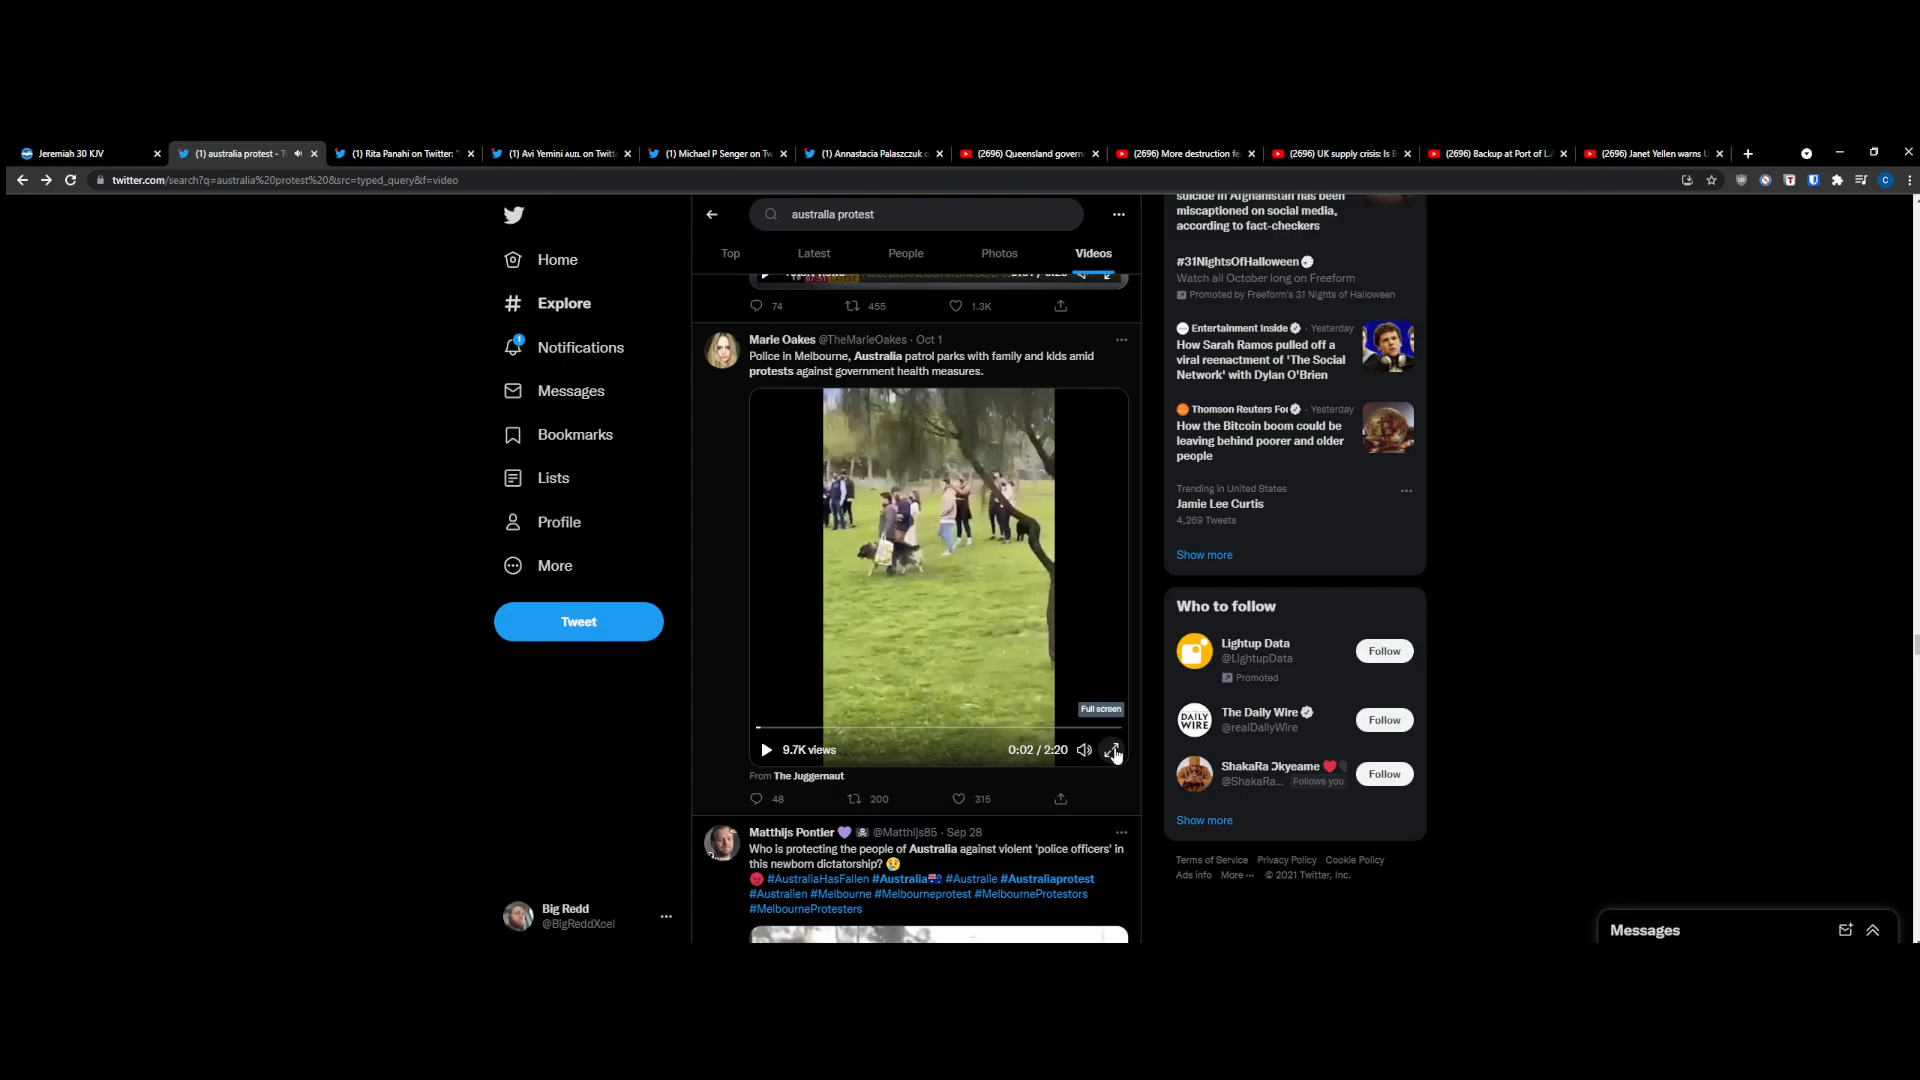 Jeremiah 30 KJV
(1) australia protest - T
(1) Rita Panahi on Twitter: "
(1) Avi Yemini
on Twitt
(1) Michael P Senger on Tw
(1) Annastacia Palaszczuk o
(2696) Queensland govern
(2696) More destruction fe
(2696) UK supply crisis: Is B
(2696) Backup at Port of L
(2696) Janet Yellen warns U
twitter.com/search?q=australia%20protest%20&src=typed_query&f=video
C
Home
Explore
1
Notifications
Messages
Bookmarks
Lists
Profile
More
Tweet
Big Redd
@BigReddXcel
australia protest
Top
Latest
People
Photos
Videos
74
455
1.3K
Marie Oakes @TheMarieOakes · Oct 1
Police in Melbourne, Australia patrol parks with family and kids amid
protests against government health measures.
Full screen
9.7K views
0:02 / 2:20
From The Juggernaut
48
200
315
Matthijs Pontier 💜 🏴‍☠️ @Matthijs85 · Sep 28
Who is protecting the people of Australia against violent 'police officers' in
this newborn dictatorship? 😢
😡 #AustraliaHasFallen #Australia🇦🇺 #Australie #Australiaprotest
#Australien #Melbourne #Melbourneprotest #MelbourneProtestors
#MelbourneProtesters
suicide in Afghanistan has been
miscaptioned on social media,
according to fact-checkers
#31NightsOfHalloween
Watch all October long on Freeform
Promoted by Freeform's 31 Nights of Halloween
Entertainment Inside · Yesterday
How Sarah Ramos pulled off a
viral reenactment of 'The Social
Network' with Dylan O'Brien
Thomson Reuters Fou · Yesterday
How the Bitcoin boom could be
leaving behind poorer and older
people
Trending in United States
Jamie Lee Curtis
4,269 Tweets
Show more
Who to follow
Lightup Data
@LightupData
Promoted
Follow
DAILY
WIRE
The Daily Wire
@realDailyWire
Follow
ShakaRa Ɔkyeame ❤️
@ShakaRa...
Follows you
Follow
Show more
Terms of Service Privacy Policy Cookie Policy
Ads info More ··· © 2021 Twitter, Inc.
Messages